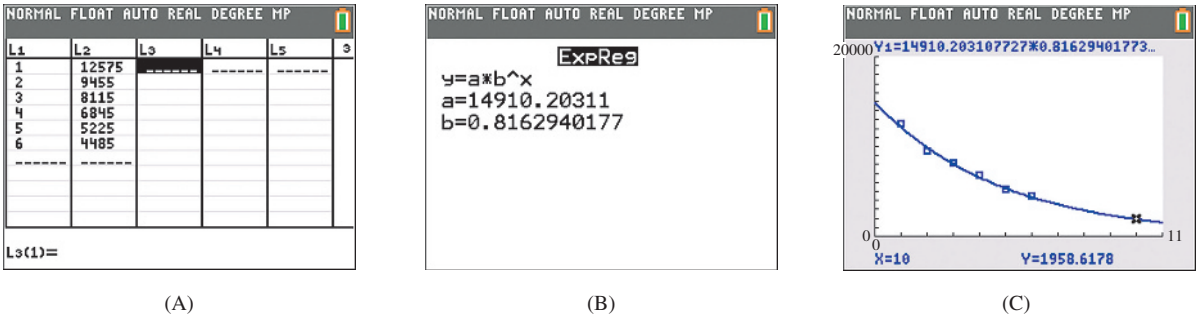 NORMAL FLOAT AUTO REAL DEGREE MP
L1 L2 L3 L4 L5 3
1 12575 ------ ------ ------
2 9455
3 8115
4 6845
5 5225
6 4485
------ ------
L3(1)=
(A)
NORMAL FLOAT AUTO REAL DEGREE MP
ExpReg
y=a*b^x
a=14910.20311
b=0.8162940177
(B)
NORMAL FLOAT AUTO REAL DEGREE MP
20000 Y1=14910.203107727*0.81629401773…
0
0 11
X=10 Y=1958.6178
(C)